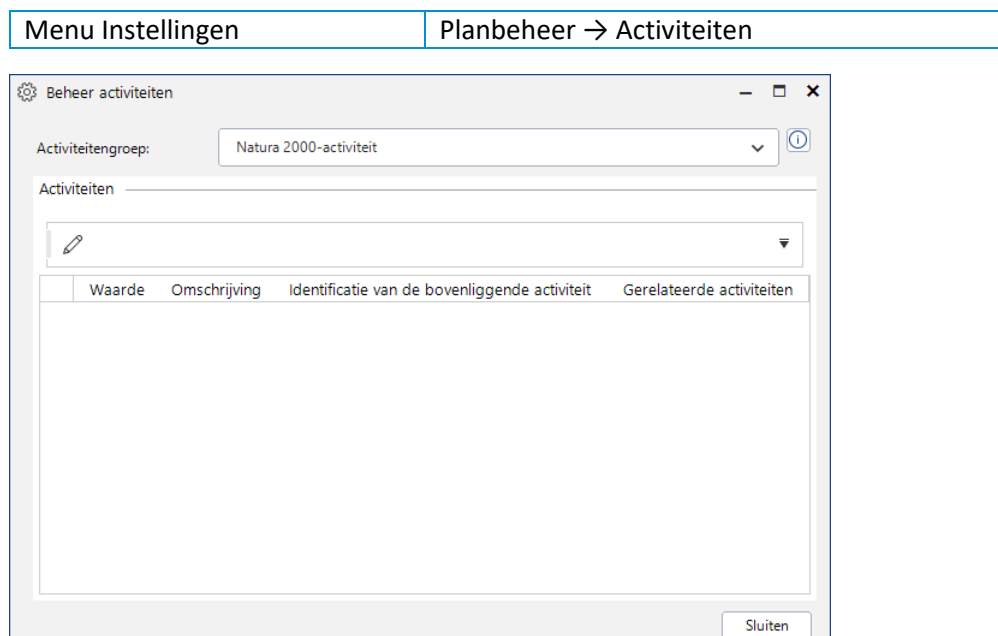 Menu Instellingen Planbeheer → Activiteiten
Beheer activiteiten
Activiteitengroep: Natura 2000-activiteit
Activiteiten
Waarde Omschrijving Identificatie van de bovenliggende activiteit Gerelateerde activiteiten
Sluiten